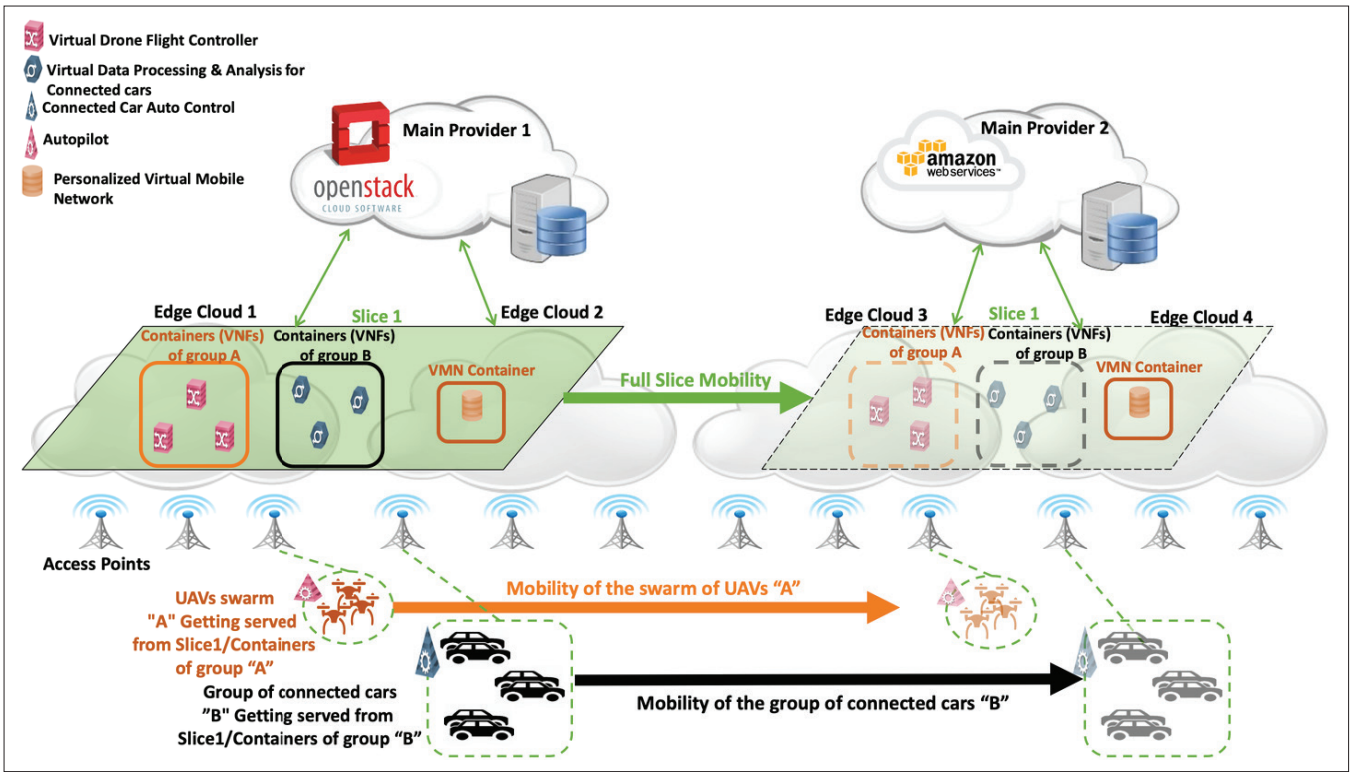 Virtual Drone Flight Controller
Virtual Data Processing & Analysis for
Connected cars
Connected Car Auto Control
Autopilot
Personalized Virtual Mobile
Network
Main Provider 1
openstack
CLOUD SOFTWARE
Main Provider 2
amazon
webservices™
Edge Cloud 1
Slice 1
Edge Cloud 2
Containers (VNFs)
of group A
Containers (VNFs)
of group B
VMN Container
Full Slice Mobility
Edge Cloud 3
Slice 1
Edge Cloud 4
Containers (VNFs)
of group A
Containers (VNFs)
of group B
VMN Container
Access Points
UAVs swarm
"A" Getting served
from Slice1/Containers
of group “A”
Mobility of the swarm of UAVs “A”
Group of connected cars
”B" Getting served from
Slice1/Containers of group “B”
Mobility of the group of connected cars “B”